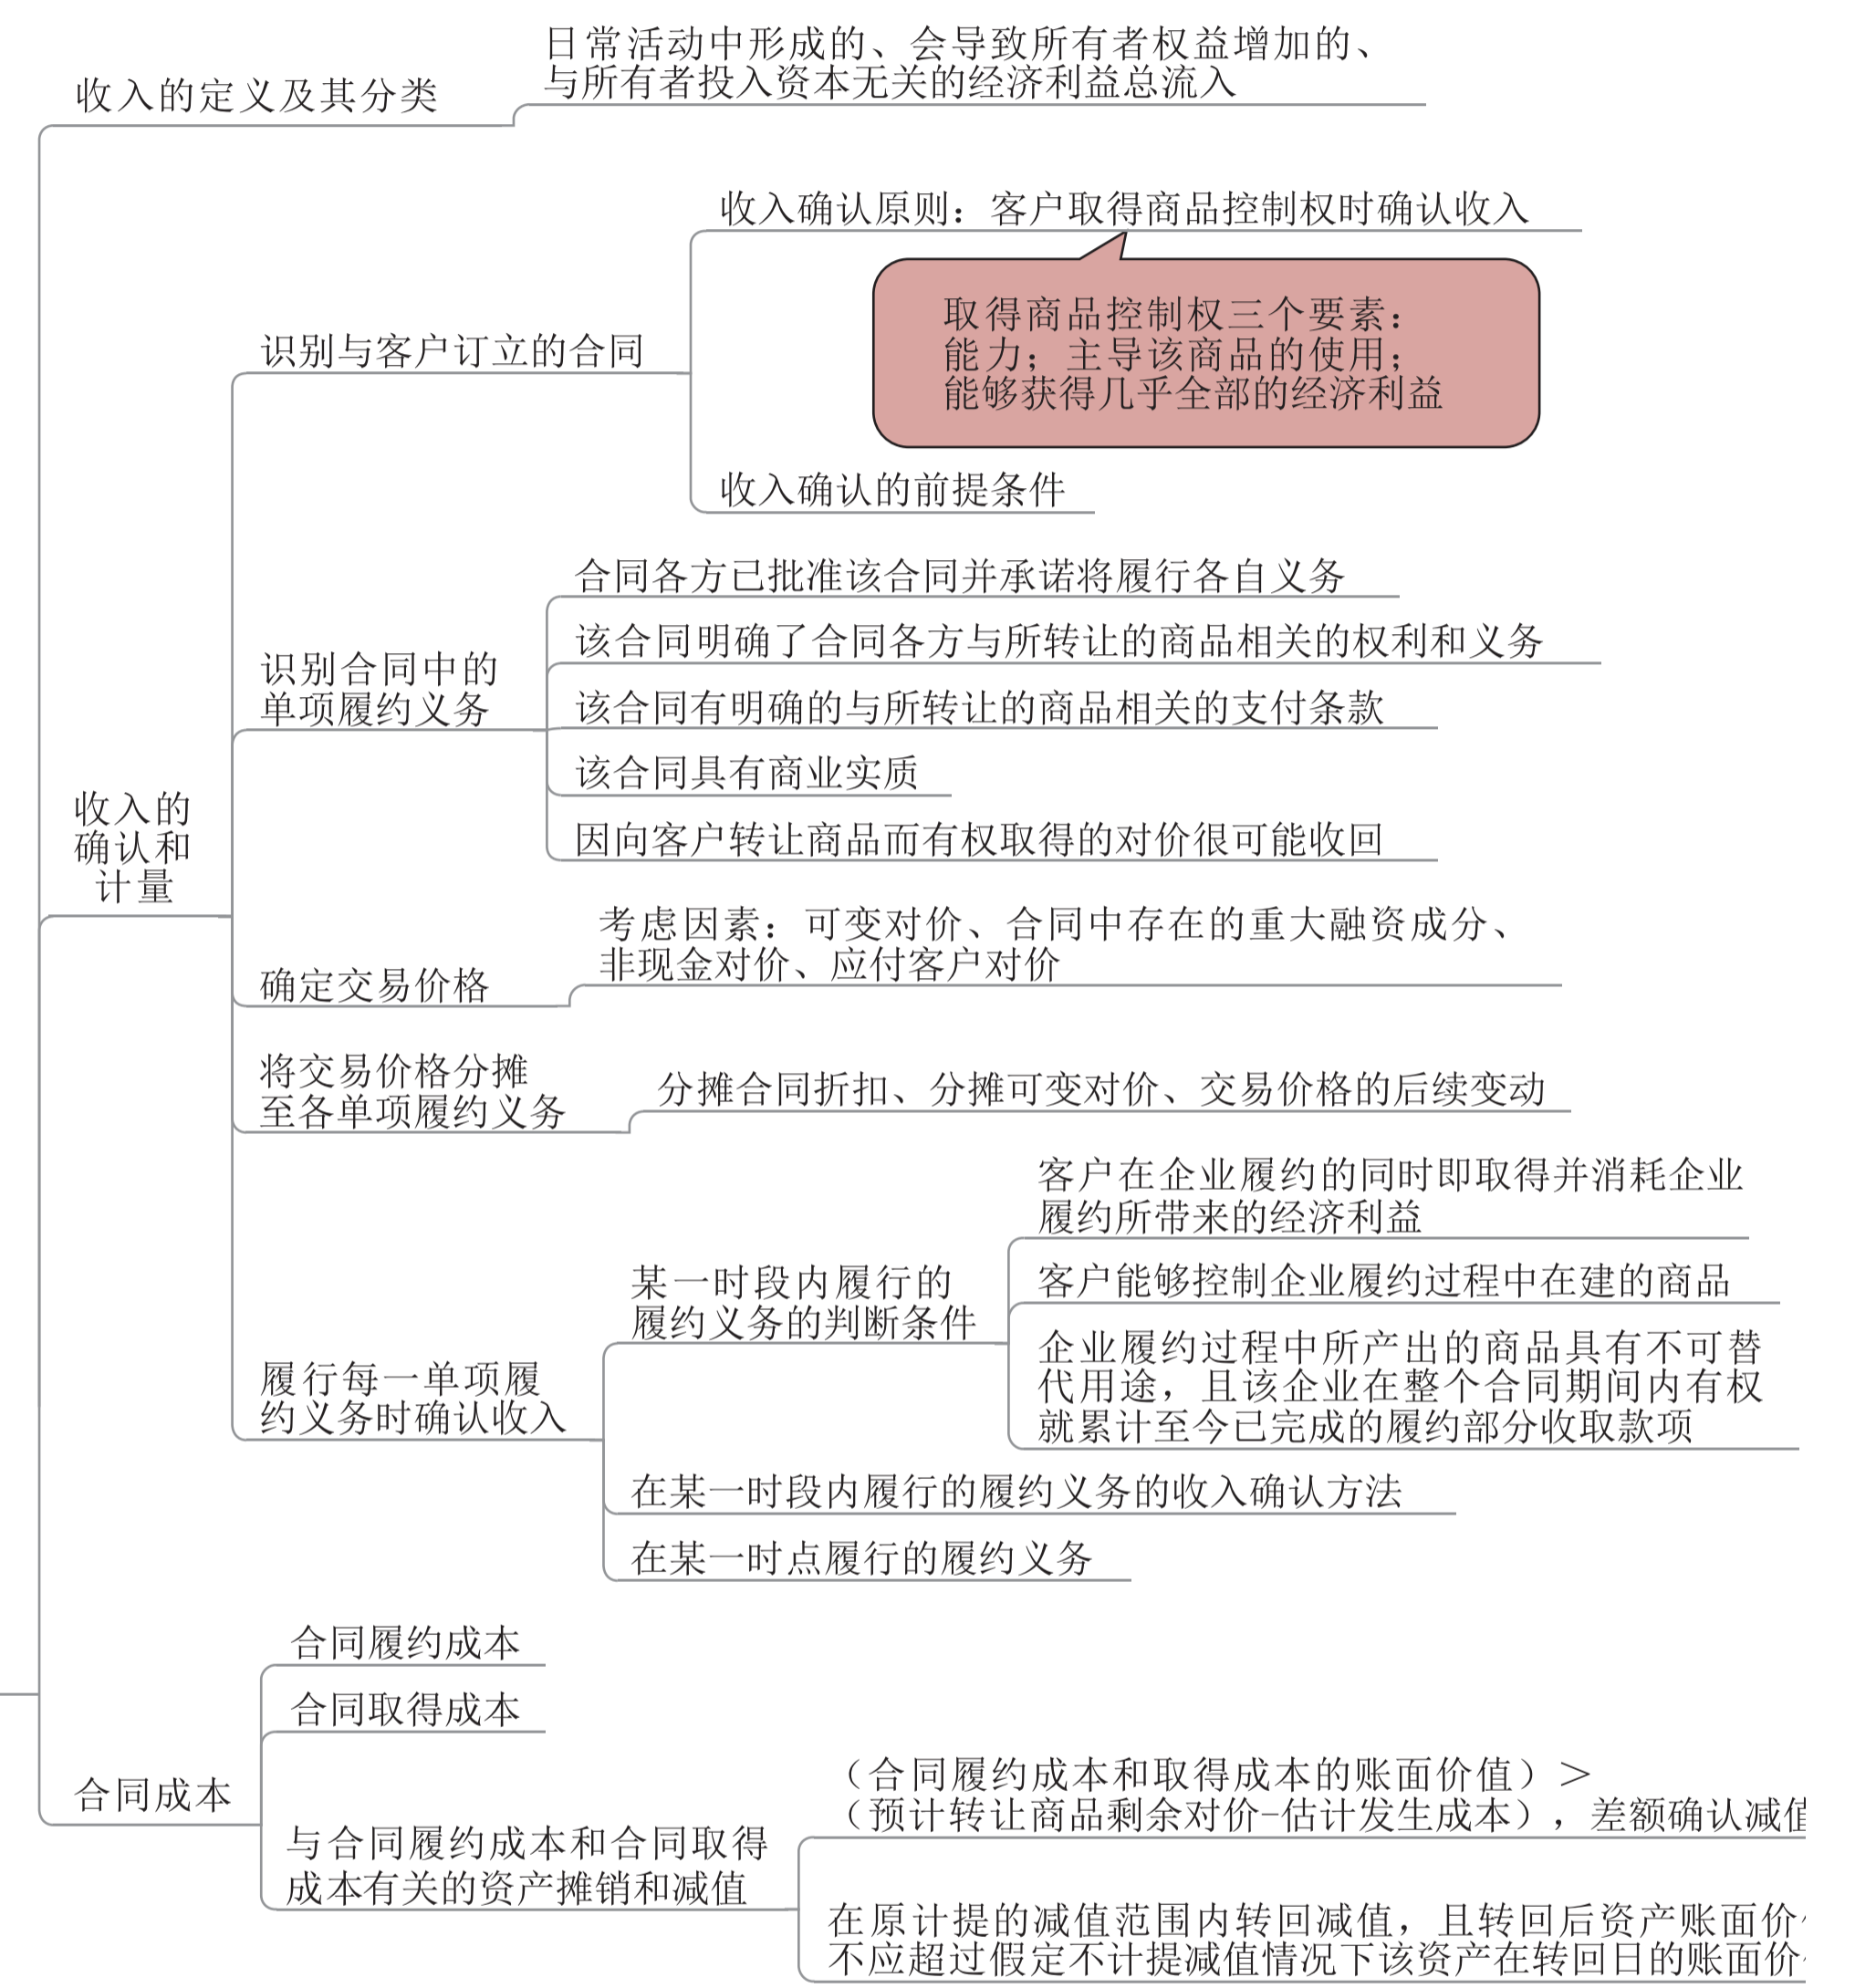 收入的定义及其分类
日常活动中形成的、会导致所有者权益增加的、
与所有者投入资本无关的经济利益总流入
收入的
确认和
计量
识别与客户订立的合同
收入确认原则：客户取得商品控制权时确认收入
取得商品控制权三个要素：
能力；主导该商品的使用；
能够获得几乎全部的经济利益
收入确认的前提条件
识别合同中的
单项履约义务
合同各方已批准该合同并承诺将履行各自义务
该合同明确了合同各方与所转让的商品相关的权利和义务
该合同有明确的与所转让的商品相关的支付条款
该合同具有商业实质
因向客户转让商品而有权取得的对价很可能收回
确定交易价格
考虑因素：可变对价、合同中存在的重大融资成分、
非现金对价、应付客户对价
将交易价格分摊
至各单项履约义务
分摊合同折扣、分摊可变对价、交易价格的后续变动
履行每一单项履
约义务时确认收入
某一时段内履行的
履约义务的判断条件
客户在企业履约的同时即取得并消耗企业
履约所带来的经济利益
客户能够控制企业履约过程中在建的商品
企业履约过程中所产出的商品具有不可替
代用途，且该企业在整个合同期间内有权
就累计至今已完成的履约部分收取款项
在某一时段内履行的履约义务的收入确认方法
在某一时点履行的履约义务
合同成本
合同履约成本
合同取得成本
与合同履约成本和合同取得
成本有关的资产摊销和减值
（合同履约成本和取得成本的账面价值）＞
（预计转让商品剩余对价-估计发生成本），差额确认减值
在原计提的减值范围内转回减值，且转回后资产账面价
不应超过假定不计提减值情况下该资产在转回日的账面价